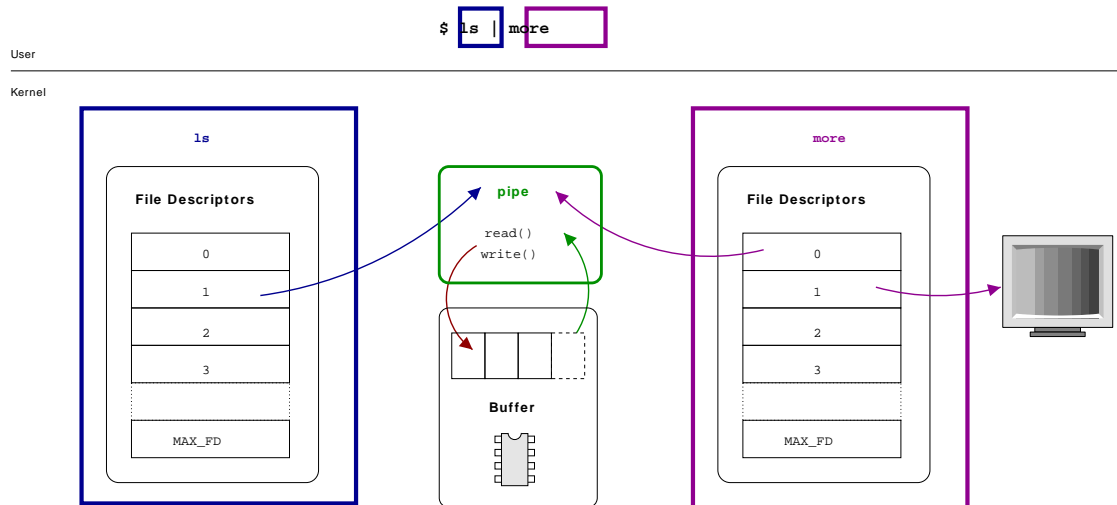 $ ls | more
User
Kernel
ls
File Descriptors
0
1
2
3
MAX_FD
pipe
read()
write()
Buffer
more
File Descriptors
0
1
2
3
MAX_FD